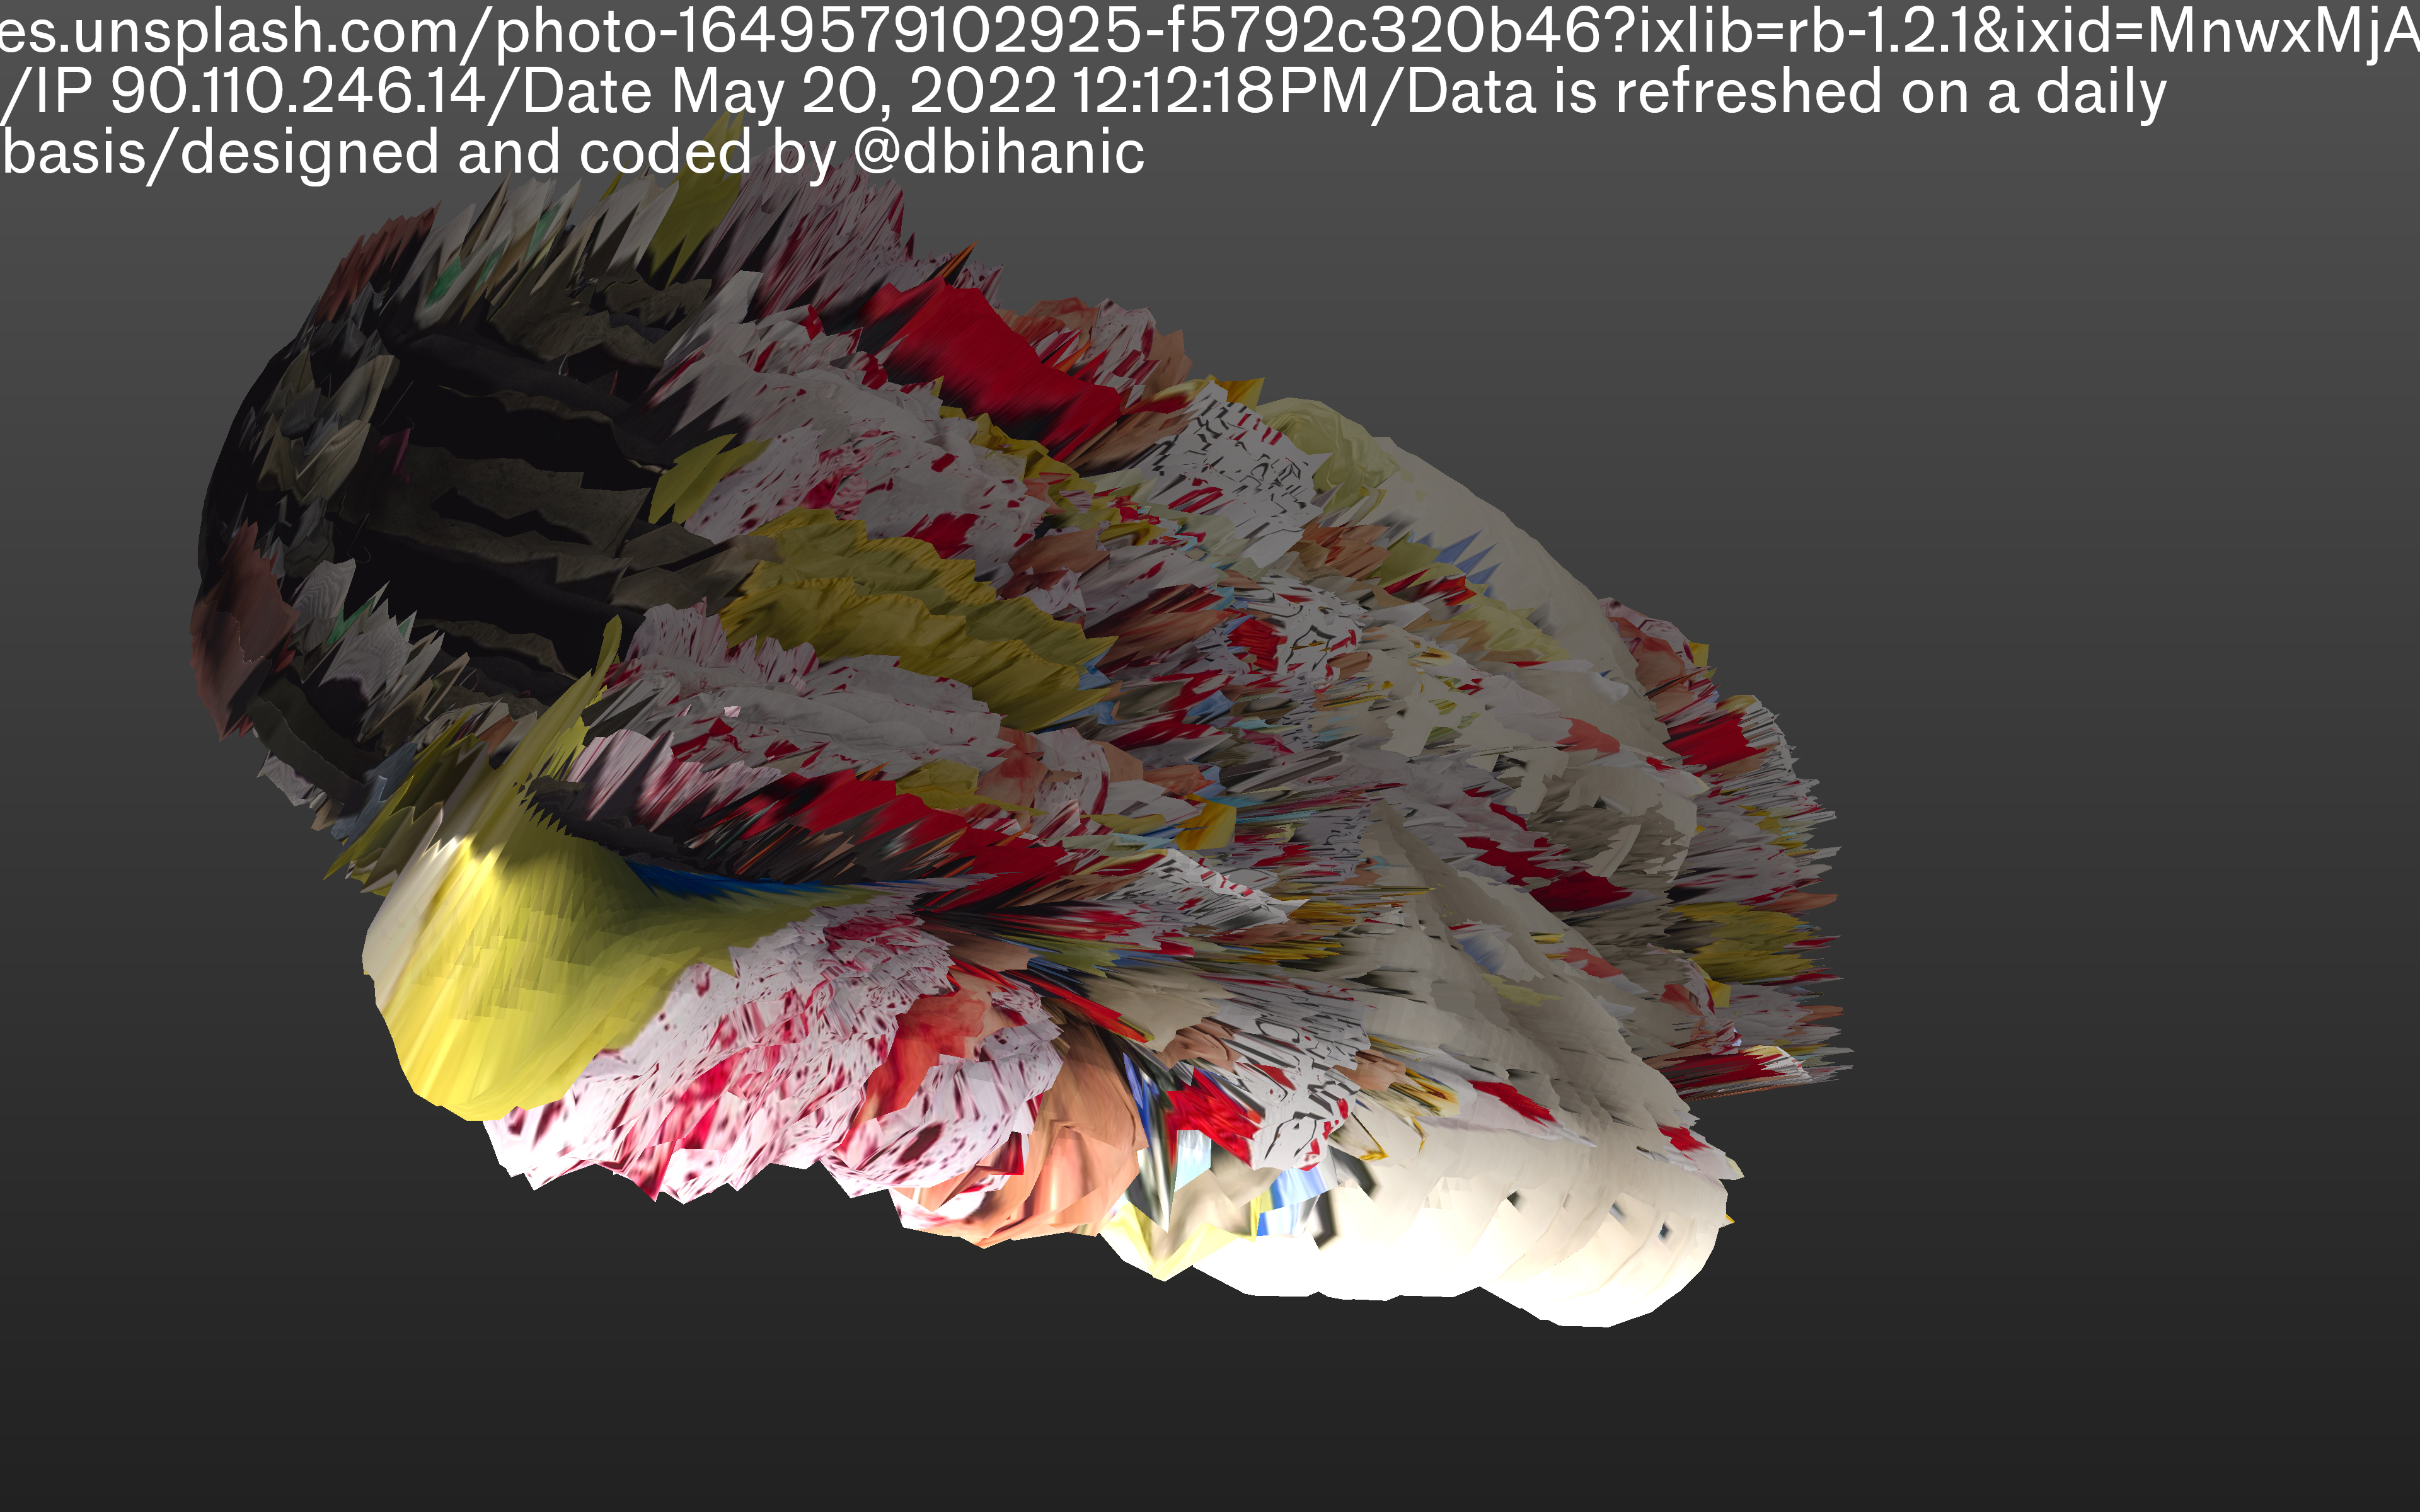 es.unsplash.com/photo-1649579102925-f5792c320b46?ixlib=rb-1.2.1&ixid=MnwxMjA
/IP 90.110.246.14/Date May 20, 2022 12:12:18PM/Data is refreshed on a daily
basis/designed and coded by @dbihanic